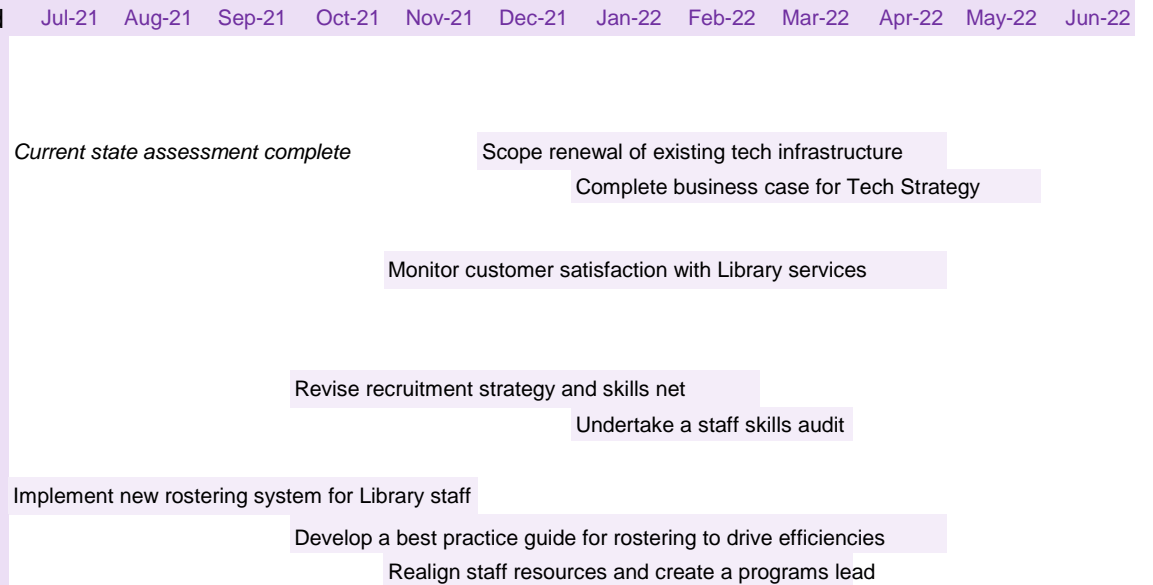 Jul-21 Aug-21 Sep-21 Oct-21 Nov-21 Dec-21 Jan-22 Feb-22 Mar-22 Apr-22 May-22 Jun-22
Current state assessment complete Scope renewal of existing tech infrastructure
Complete business case for Tech Strategy
Monitor customer satisfaction with Library services
Revise recruitment strategy and skills net
Undertake a staff skills audit
Implement new rostering system for Library staff
Develop a best practice guide for rostering to drive efficiencies
Realign staff resources and create a programs lead